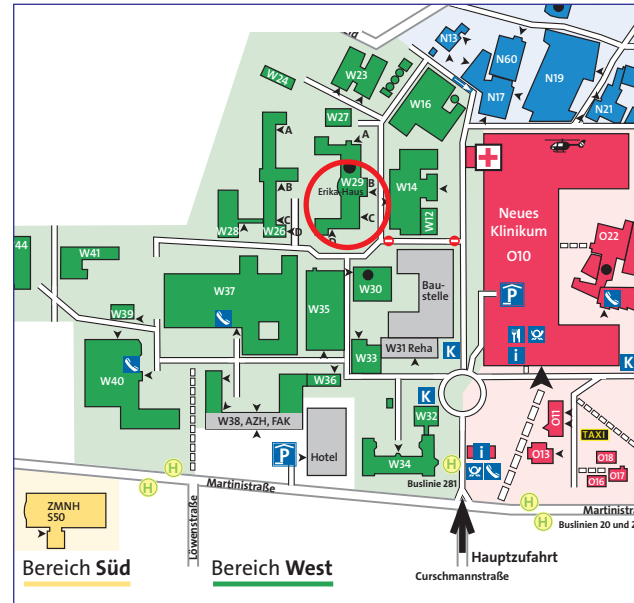 N13
N60
N19
N17
N21
W23
W24
W16
W27
A
A
W29
Erika-Haus
B
B
W14
C
C
W12
D
D
W28
W26
Neues
Klinikum
O10
O22
W44
W41
W37
W35
W30
Bau-
stelle
P
W39
W33
W31 Reha
K
i
K
W40
W36
K
W38, AZH, FAK
W32
O11
TAXI
Hotel
P
W34
i
O13
O18
O16
O17
H
H
Buslinie 281
Martinistraße
H
H
H
Martinistra
Buslinien 20 und 2
ZMNH
S50
Löwenstraße
Hauptzufahrt
Curschmannstraße
Bereich Süd
Bereich West